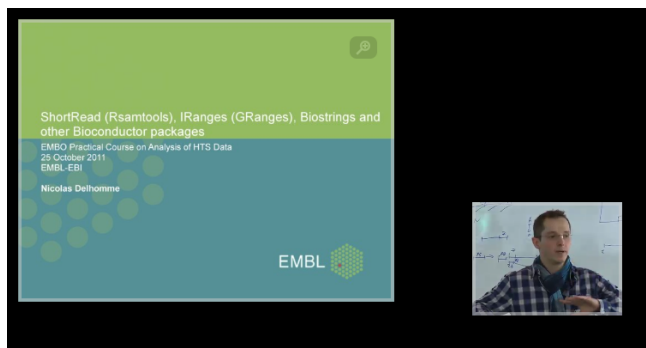 ShortRead (Rsamtools), IRanges (GRanges), Biostrings and
other Bioconductor packages
EMBO Practical Course on Analysis of HTS Data
25 October 2011
EMBL-EBI
Nicolas Delhomme
EMBL